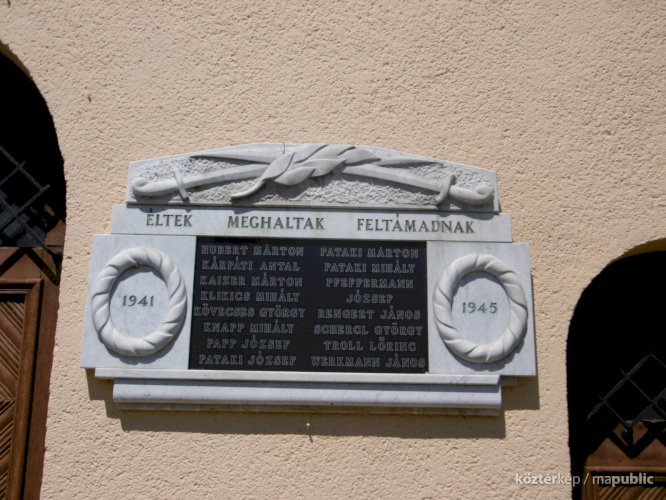 ÉLTEK MEGHALTAK FELTÁMADNAK
1941
HUBERT MÁRTON
KÁRPÁTI ANTAL
KAIZER MÁRTON
KLIKICS MIHÁLY
KÖVECSES GYÖRGY
KNAPP MIHÁLY
PAPP JÓZSEF
PATAKI JÓZSEF
PATAKI MÁRTON
PATAKI MIHÁLY
PFEFFERMANN
JÓZSEF
RENGERT JÁNOS
SCHERCL GYÖRGY
TROLL LŐRINC
WERKMANN JÁNOS
1945
köztérkép / mapublic